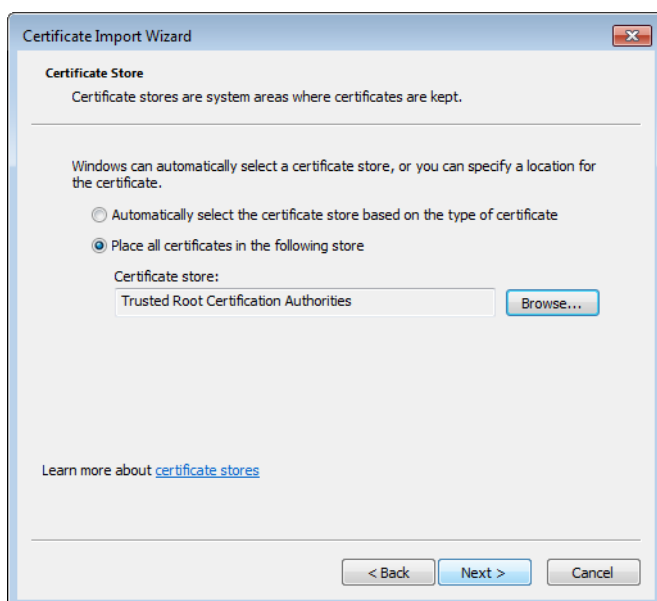 Certificate Import Wizard
Certificate Store
Certificate stores are system areas where certificates are kept.
Windows can automatically select a certificate store, or you can specify a location for
the certificate.
Automatically select the certificate store based on the type of certificate
Place all certificates in the following store
Certificate store:
Trusted Root Certification Authorities
Browse...
Learn more about certificate stores
< Back
Next >
Cancel